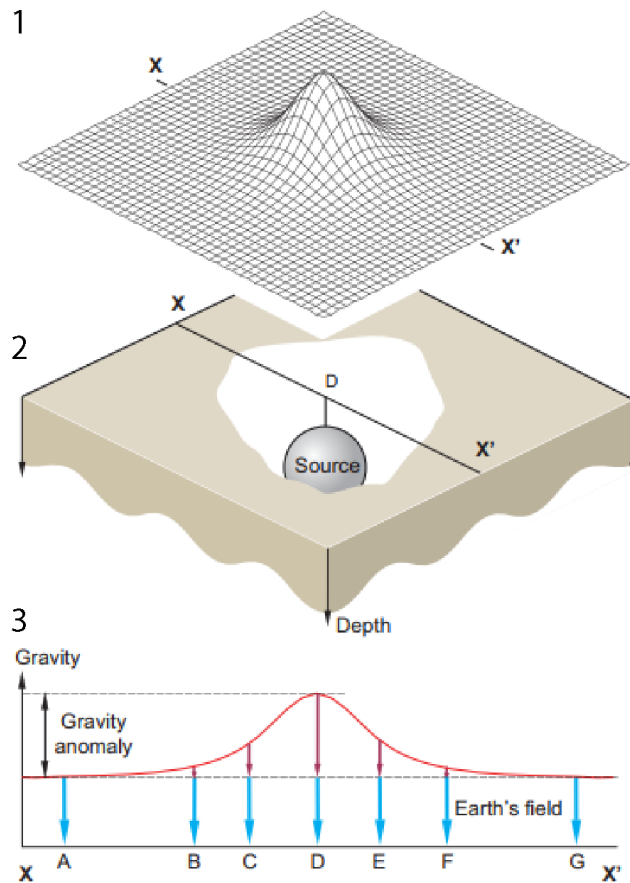 1
X
X'
X
2
D
Source
X'
Depth
3
Gravity
Gravity
anomaly
Earth's field
X A B C D E F G X'